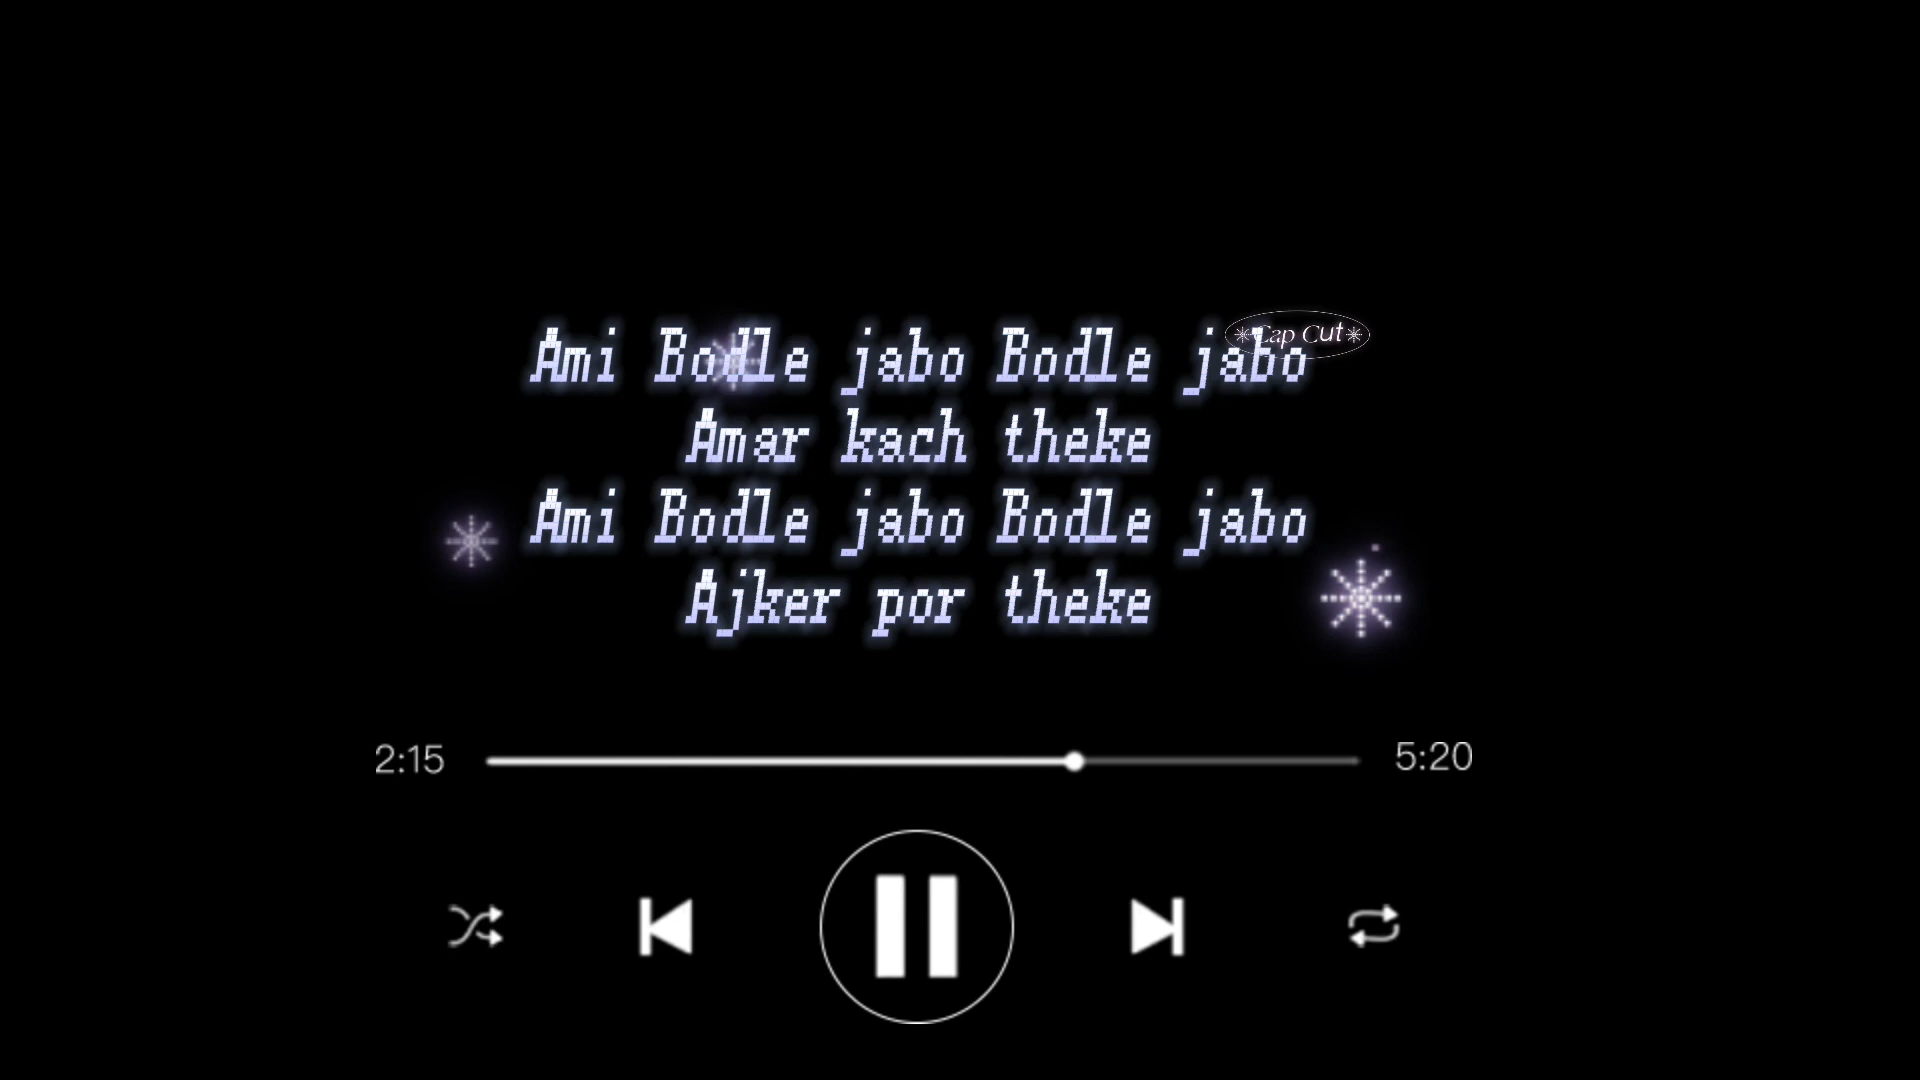 Cap Cut
Ami Bodle jabo Bodle jabo
Amar kach theke
Ami Bodle jabo Bodle jabo
Ajker por theke
2:15
5:20